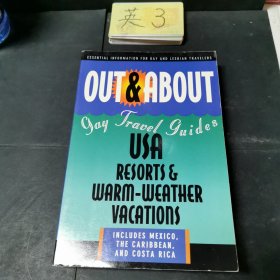 英3
ESSENTIAL INFORMATION FOR GAY AND LESBIAN TRAVELERS
OUT & ABOUT
Gay Travel Guides
USA
RESORTS &
WARM-WEATHER
VACATIONS
INCLUDES MEXICO,
THE CARIBBEAN,
AND COSTA RICA